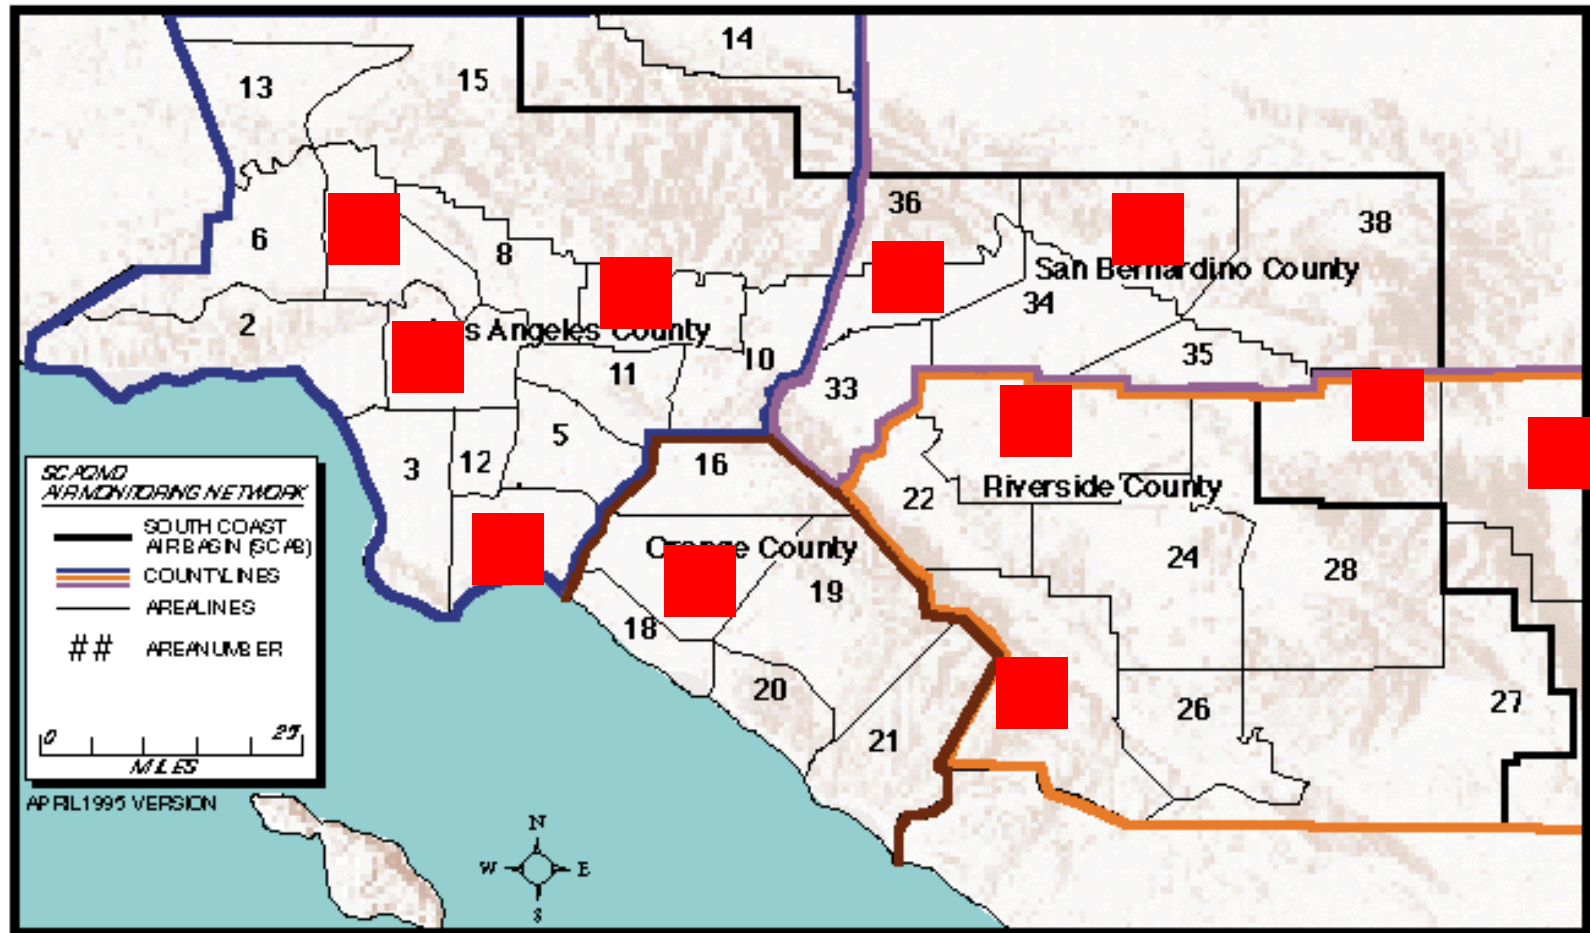 14
15
13
36
38
6
8
San Bernardino County
34
2
s Angeles County
10
35
11
33
5
16
12
3
22
Riverside County
SCAQMD
AIR MONITORING NETWORK
SOUTH COAST
AIR BASIN (SCAB)
COUNTY LINES
AREA LINES
## AREA NUMBER
0 25
MILES
APRIL 1995 VERSION
County
24
28
19
18
20
26
27
21
N
W E
S